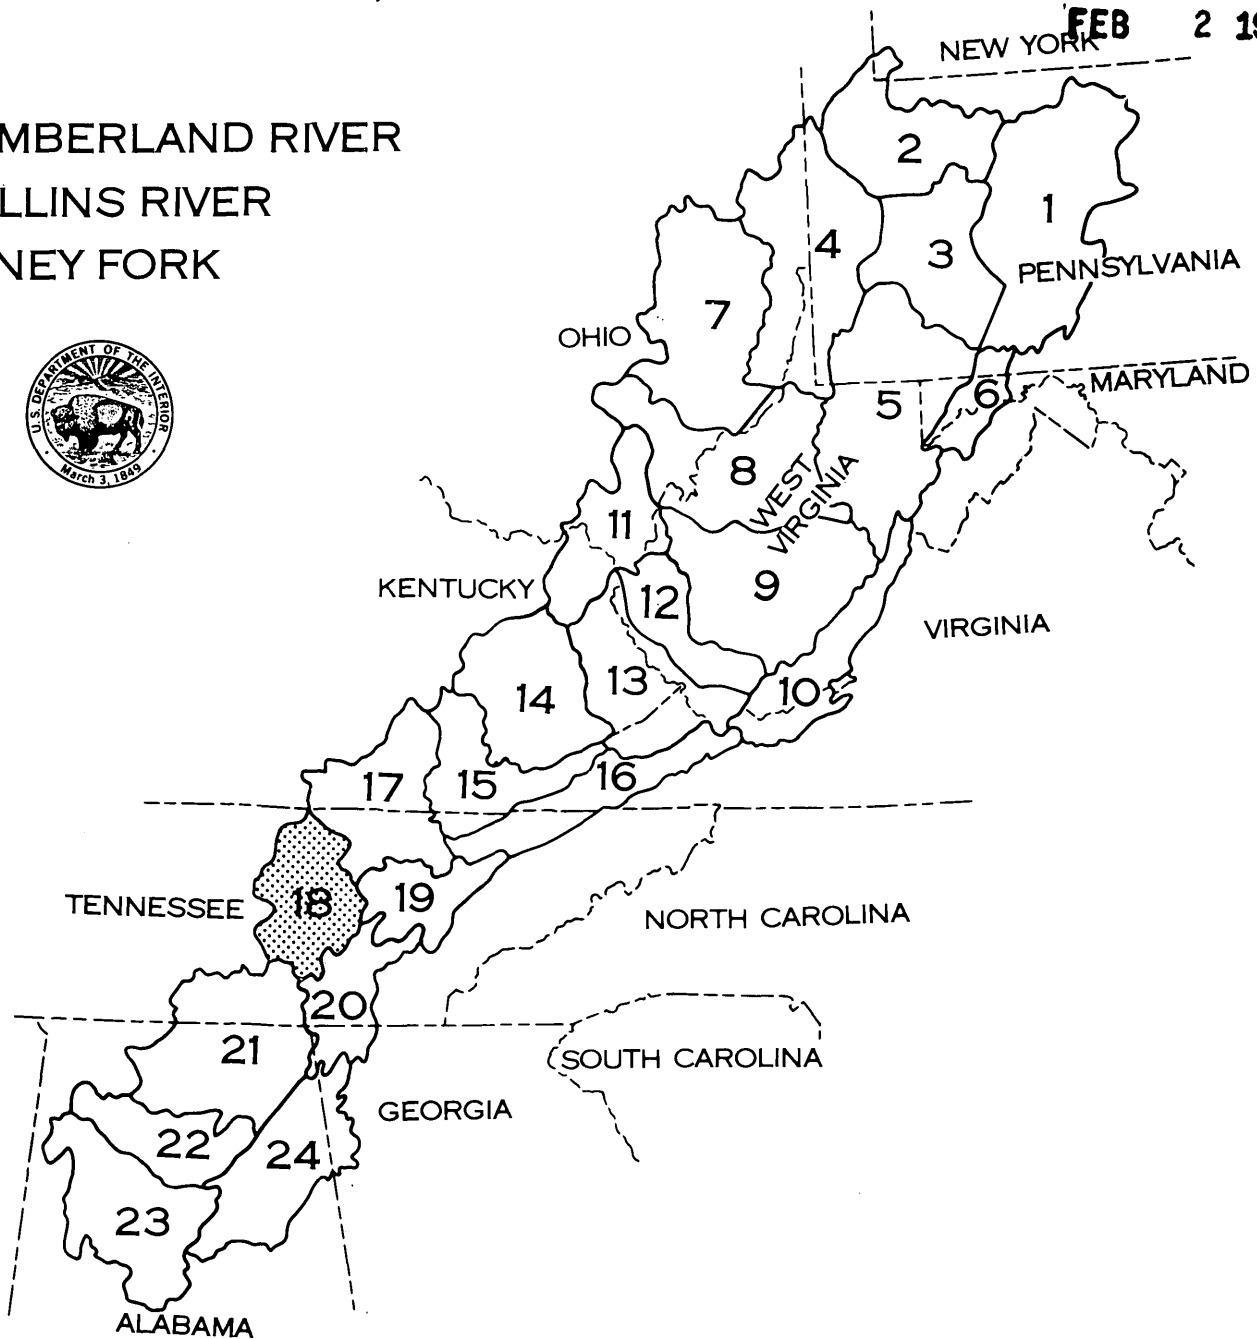 FEB 2 19
NEW YORK
MBERLAND RIVER
LLINS RIVER
NEY FORK
2
1
4
3
PENNSYLVANIA
7
OHIO
U.S. DEPARTMENT OF THE INTERIOR
March 3, 1849
MARYLAND
6
5
8
WEST
VIRGINIA
11
KENTUCKY
12
9
VIRGINIA
13
10
14
17
15
16
TENNESSEE
18
19
NORTH CAROLINA
20
21
SOUTH CAROLINA
GEORGIA
22
24
23
ALABAMA